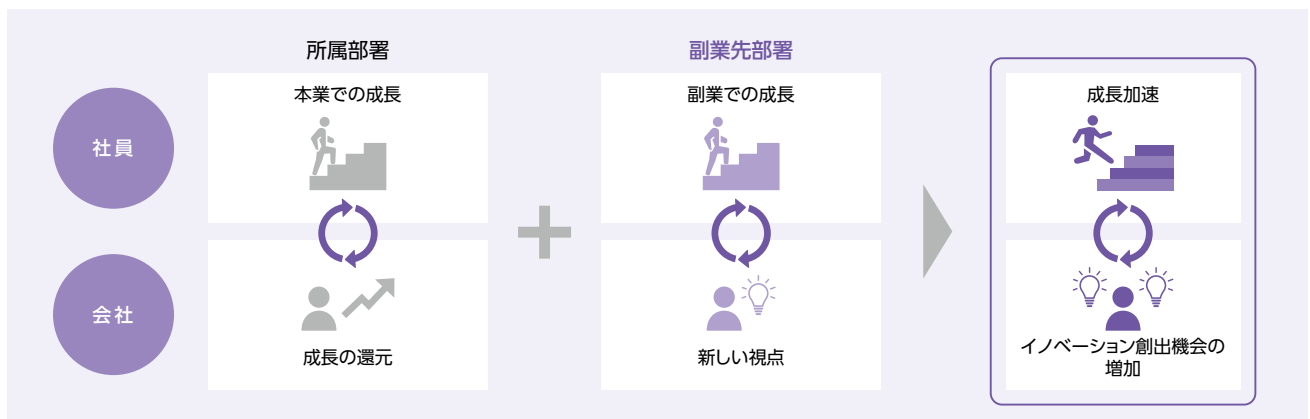 所属部署
副業先部署
社員
本業での成長
副業での成長
成長加速
会社
成長の還元
新しい視点
イノベーション創出機会の
増加